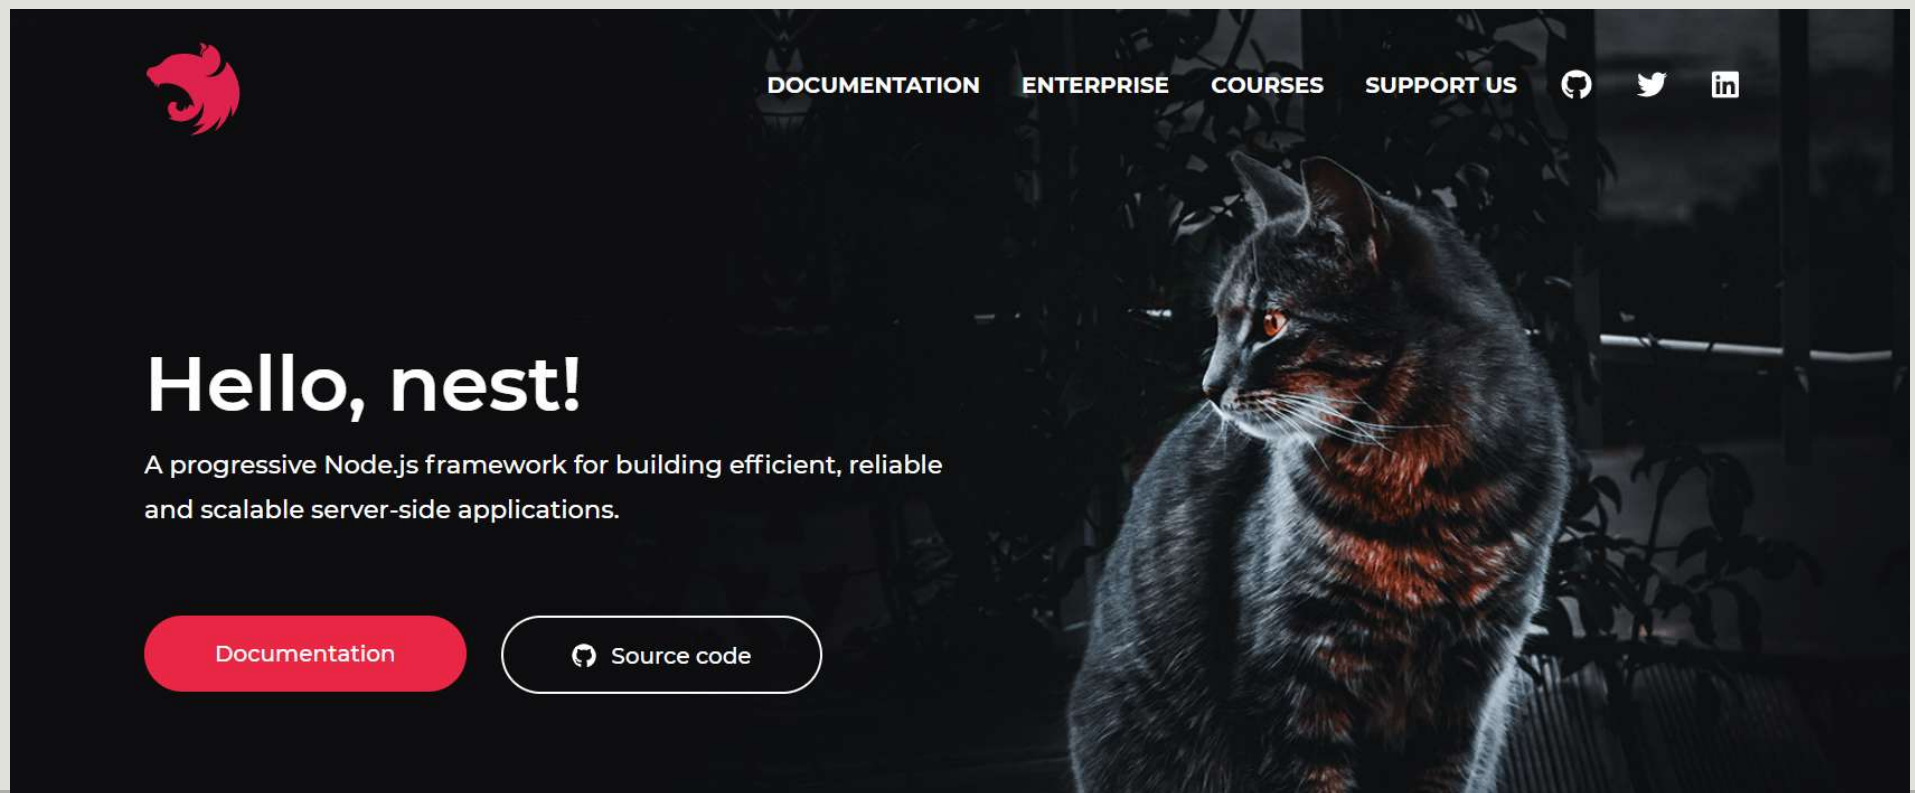 DOCUMENTATION ENTERPRISE COURSES SUPPORT US
Hello, nest!
A progressive Node.js framework for building efficient, reliable
and scalable server-side applications.
Documentation Source code